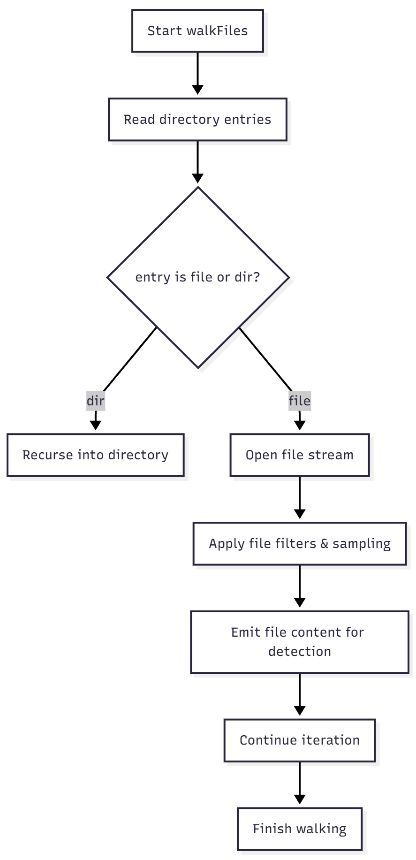 Start walkFiles
Read directory entries
entry is file or dir?
dir
file
Recurse into directory
Open file stream
Apply file filters & sampling
Emit file content for
detection
Continue iteration
Finish walking